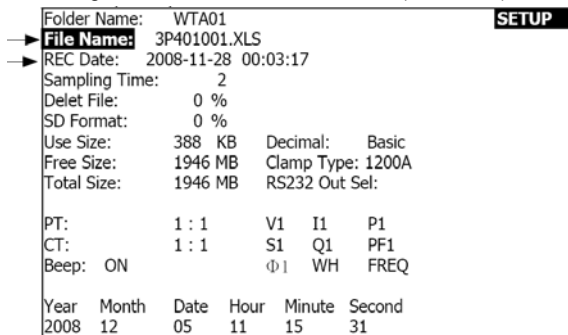 Folder Name: WTA01 SETUP
File Name: 3P401001.XLS
REC Date: 2008-11-28 00:03:17
Sampling Time: 2
Delet File: 0 %
SD Format: 0 %
Use Size: 388 KB Decimal: Basic
Free Size: 1946 MB Clamp Type: 1200A
Total Size: 1946 MB RS232 Out Sel:
PT: 1 : 1 V1 I1 P1
CT: 1 : 1 S1 Q1 PF1
Beep: ON Φ1 WH FREQ
Year Month Date Hour Minute Second
2008 12 05 11 15 31